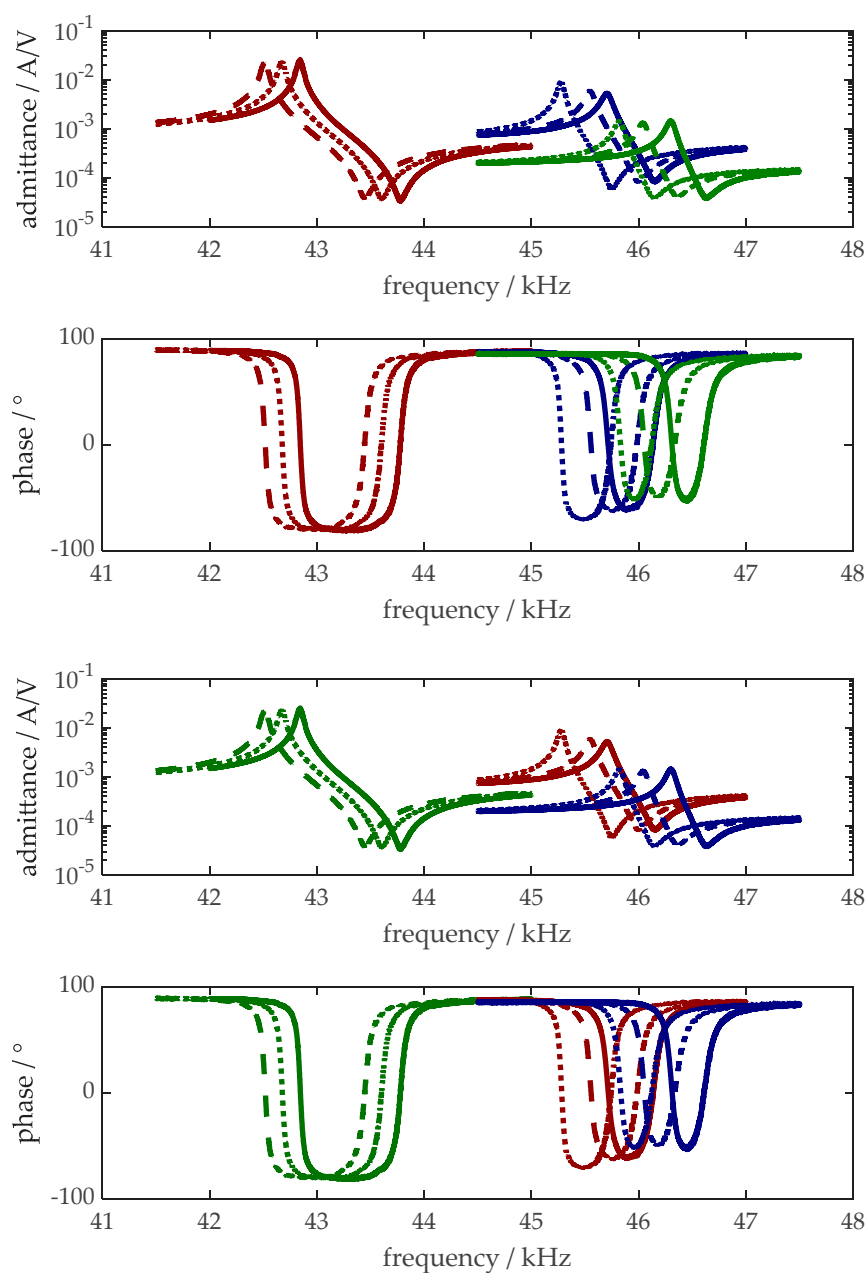 admittance / A/V
10⁻¹
10⁻²
10⁻³
10⁻⁴
10⁻⁵
41 42 43 44 45 46 47 48
frequency / kHz
phase / °
100
0
-100
41 42 43 44 45 46 47 48
frequency / kHz
admittance / A/V
10⁻¹
10⁻²
10⁻³
10⁻⁴
10⁻⁵
41 42 43 44 45 46 47 48
frequency / kHz
phase / °
100
0
-100
41 42 43 44 45 46 47 48
frequency / kHz